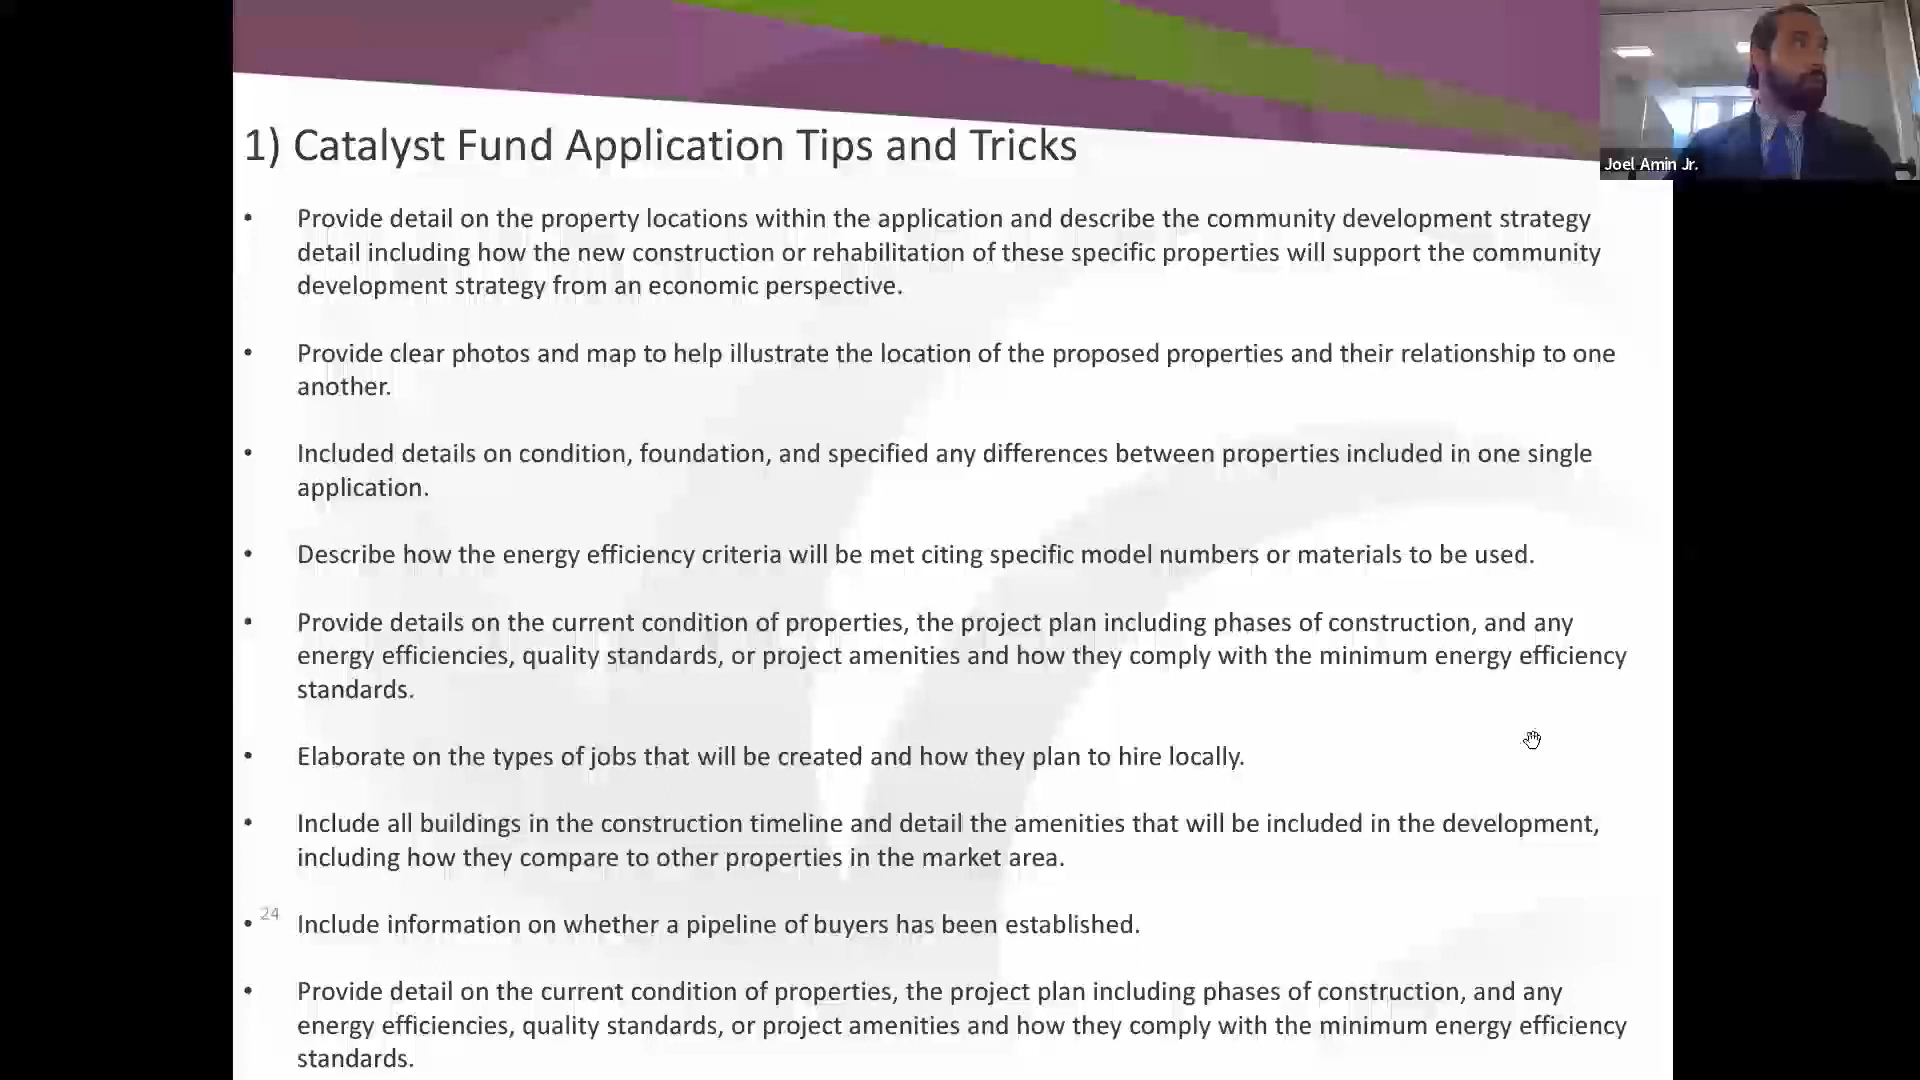 1) Catalyst Fund Application Tips and Tricks
Joel Amin Jr.
• Provide detail on the property locations within the application and describe the community development strategy
detail including how the new construction or rehabilitation of these specific properties will support the community
development strategy from an economic perspective.
• Provide clear photos and map to help illustrate the location of the proposed properties and their relationship to one
another.
• Included details on condition, foundation, and specified any differences between properties included in one single
application.
• Describe how the energy efficiency criteria will be met citing specific model numbers or materials to be used.
• Provide details on the current condition of properties, the project plan including phases of construction, and any
energy efficiencies, quality standards, or project amenities and how they comply with the minimum energy efficiency
standards.
• Elaborate on the types of jobs that will be created and how they plan to hire locally.
• Include all buildings in the construction timeline and detail the amenities that will be included in the development,
including how they compare to other properties in the market area.
24
• Include information on whether a pipeline of buyers has been established.
• Provide detail on the current condition of properties, the project plan including phases of construction, and any
energy efficiencies, quality standards, or project amenities and how they comply with the minimum energy efficiency
standards.